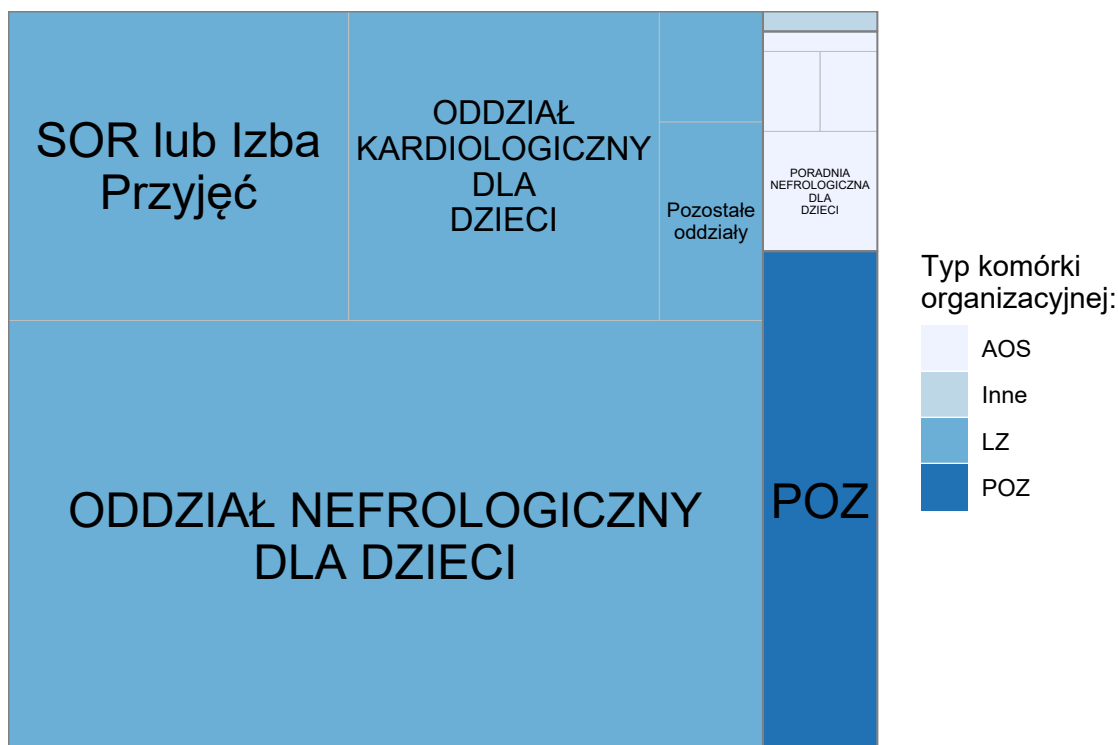 SOR lub Izba
Przyjęć
ODDZIAŁ
KARDIOLOGICZNY
DLA
DZIECI
Pozostałe
oddziały
PORADNIA
NEFROLOGICZNA
DLA
DZIECI
ODDZIAŁ NEFROLOGICZNY
DLA DZIECI
POZ
Typ komórki
organizacyjnej:
AOS
Inne
LZ
POZ